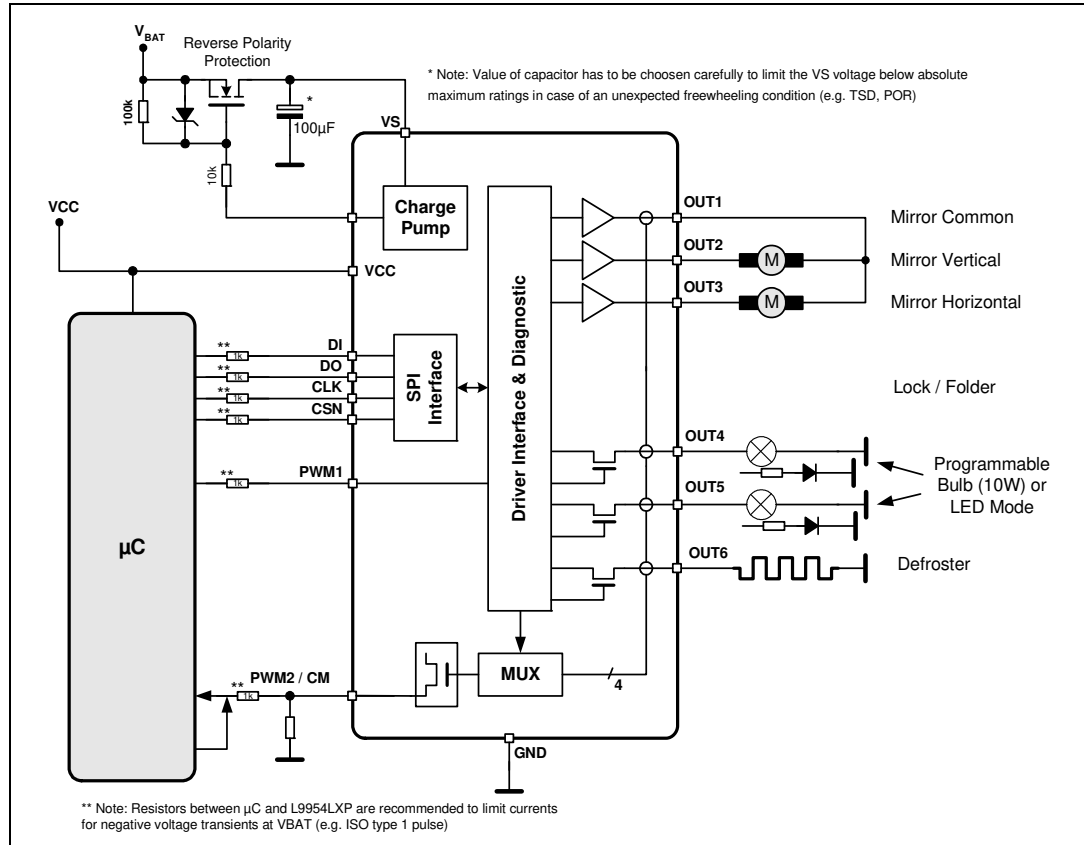 VBAT
Reverse Polarity
Protection
* Note: Value of capacitor has to be choosen carefully to limit the VS voltage below absolute
maximum ratings in case of an unexpected freewheeling condition (e.g. TSD, POR)
100k
*
100µF
VS
10k
Charge
Pump
VCC
VCC
OUT1
Mirror Common
OUT2
M
Mirror Vertical
OUT3
M
Mirror Horizontal
Driver Interface & Diagnostic
µC
** 1k DI
** 1k DO
** 1k CLK
** 1k CSN
SPI
Interface
Lock / Folder
** 1k PWM1
OUT4
OUT5
Programmable
Bulb (10W) or
LED Mode
OUT6
Defroster
** 1k PWM2 / CM
MUX
4
GND
** Note: Resistors between µC and L9954LXP are recommended to limit currents
for negative voltage transients at VBAT (e.g. ISO type 1 pulse)